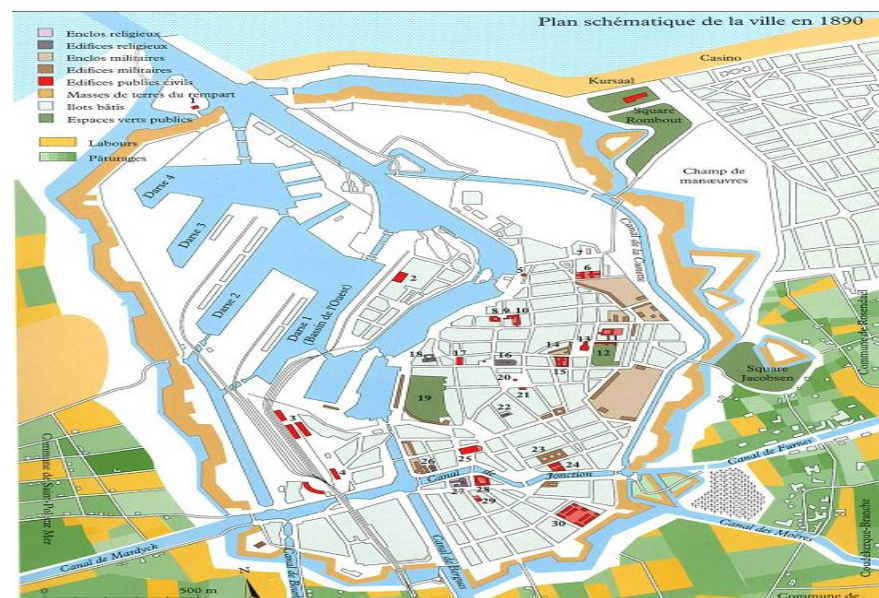 Plan schématique de la ville en 1890
Enclos religieux
Edifices religieux
Enclos militaires
Edifices militaires
Edifices publics civils
Masses de terres du rempart
Ilots bâtis
Espaces verts publics
Labours
Pâturages
Casino
Kursaal
Square
Rombout
Champ de
manœuvres
1
Darse 4
Darse 3
Darse 2
Darse 1
(Bassin de l'Ouest)
Canal de la Cunette
2
3
4
5
6
7
8 9 10
11
12
13
14
15
16
17
18
19
20
21
22
23
24
25
26
27
28
29
30
Square
Jacobsen
Commune de Rosendael
Commune de Saint-Pol sur Mer
Canal de
Jonction
Canal de Furnes
Canal des Moëres
Coudekerque-Branche
Canal de Mardyck
Canal de Bergues
0
500 m
N
Commune de